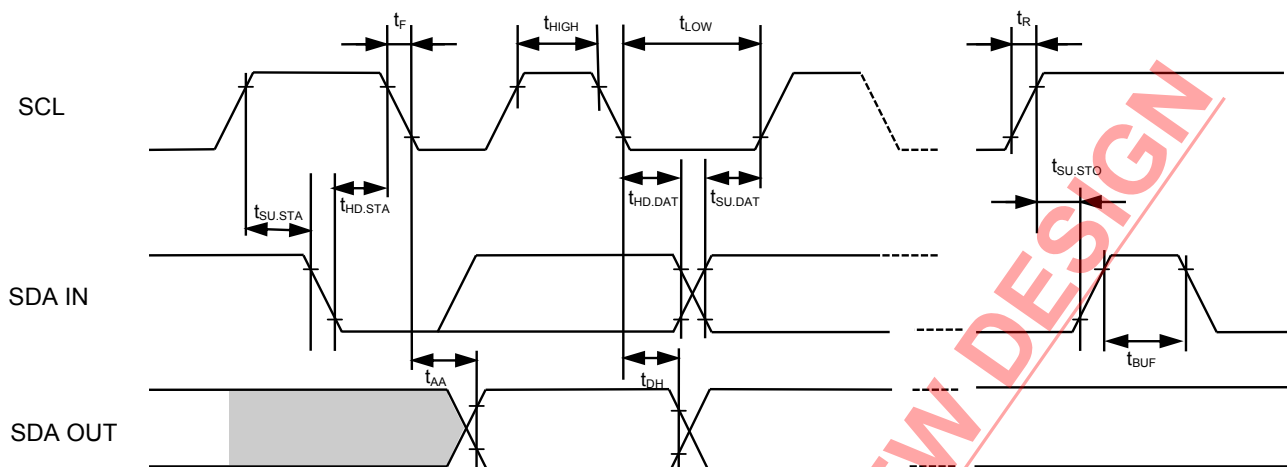 tF
tHIGH
tLOW
tR
SCL
tSU.STA
tHD.STA
tHD.DAT
tSU.DAT
tSU.STO
SDA IN
tBUF
tAA
tDH
SDA OUT
EW DESIGN